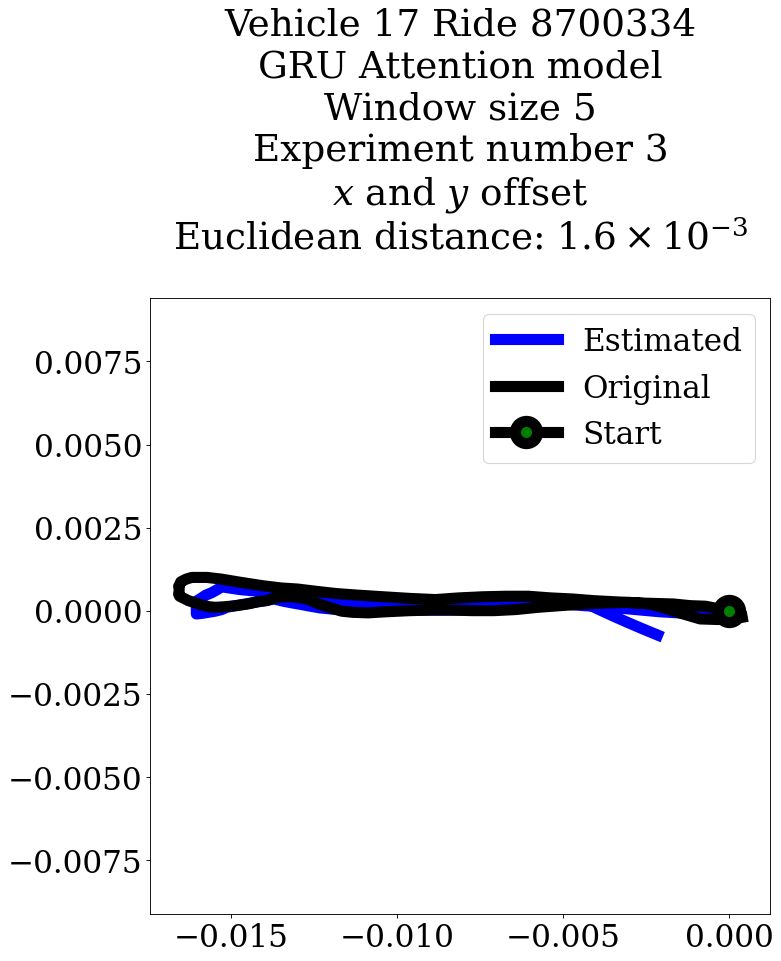 Vehicle 17 Ride 8700334
GRU Attention model
Window size 5
Experiment number 3
x and y offset
Euclidean distance: 1.6 × 10⁻³
Estimated
Original
Start
0.0075
0.0050
0.0025
0.0000
−0.0025
−0.0050
−0.0075
−0.015
−0.010
−0.005
0.000